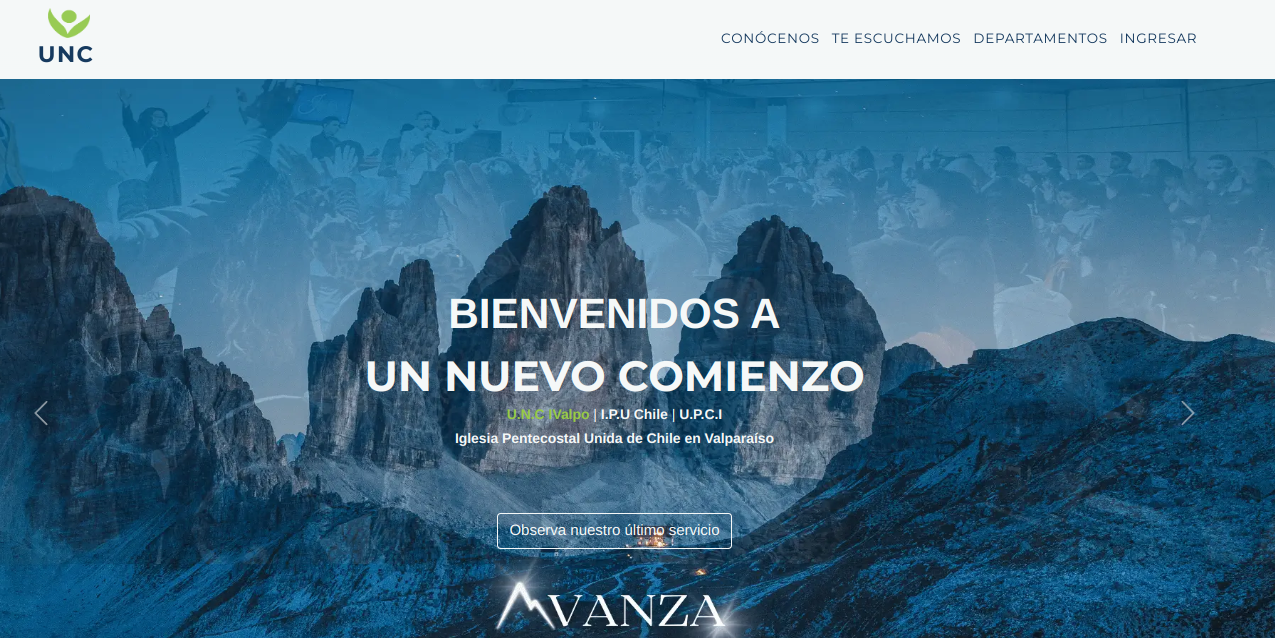 UNC
CONÓCENOS TE ESCUCHAMOS DEPARTAMENTOS INGRESAR
BIENVENIDOS A
UN NUEVO COMIENZO
U.N.C |Valpo | I.P.U Chile | U.P.C.I
Iglesia Pentecostal Unida de Chile en Valparaíso
Observa nuestro último servicio
AVANZA